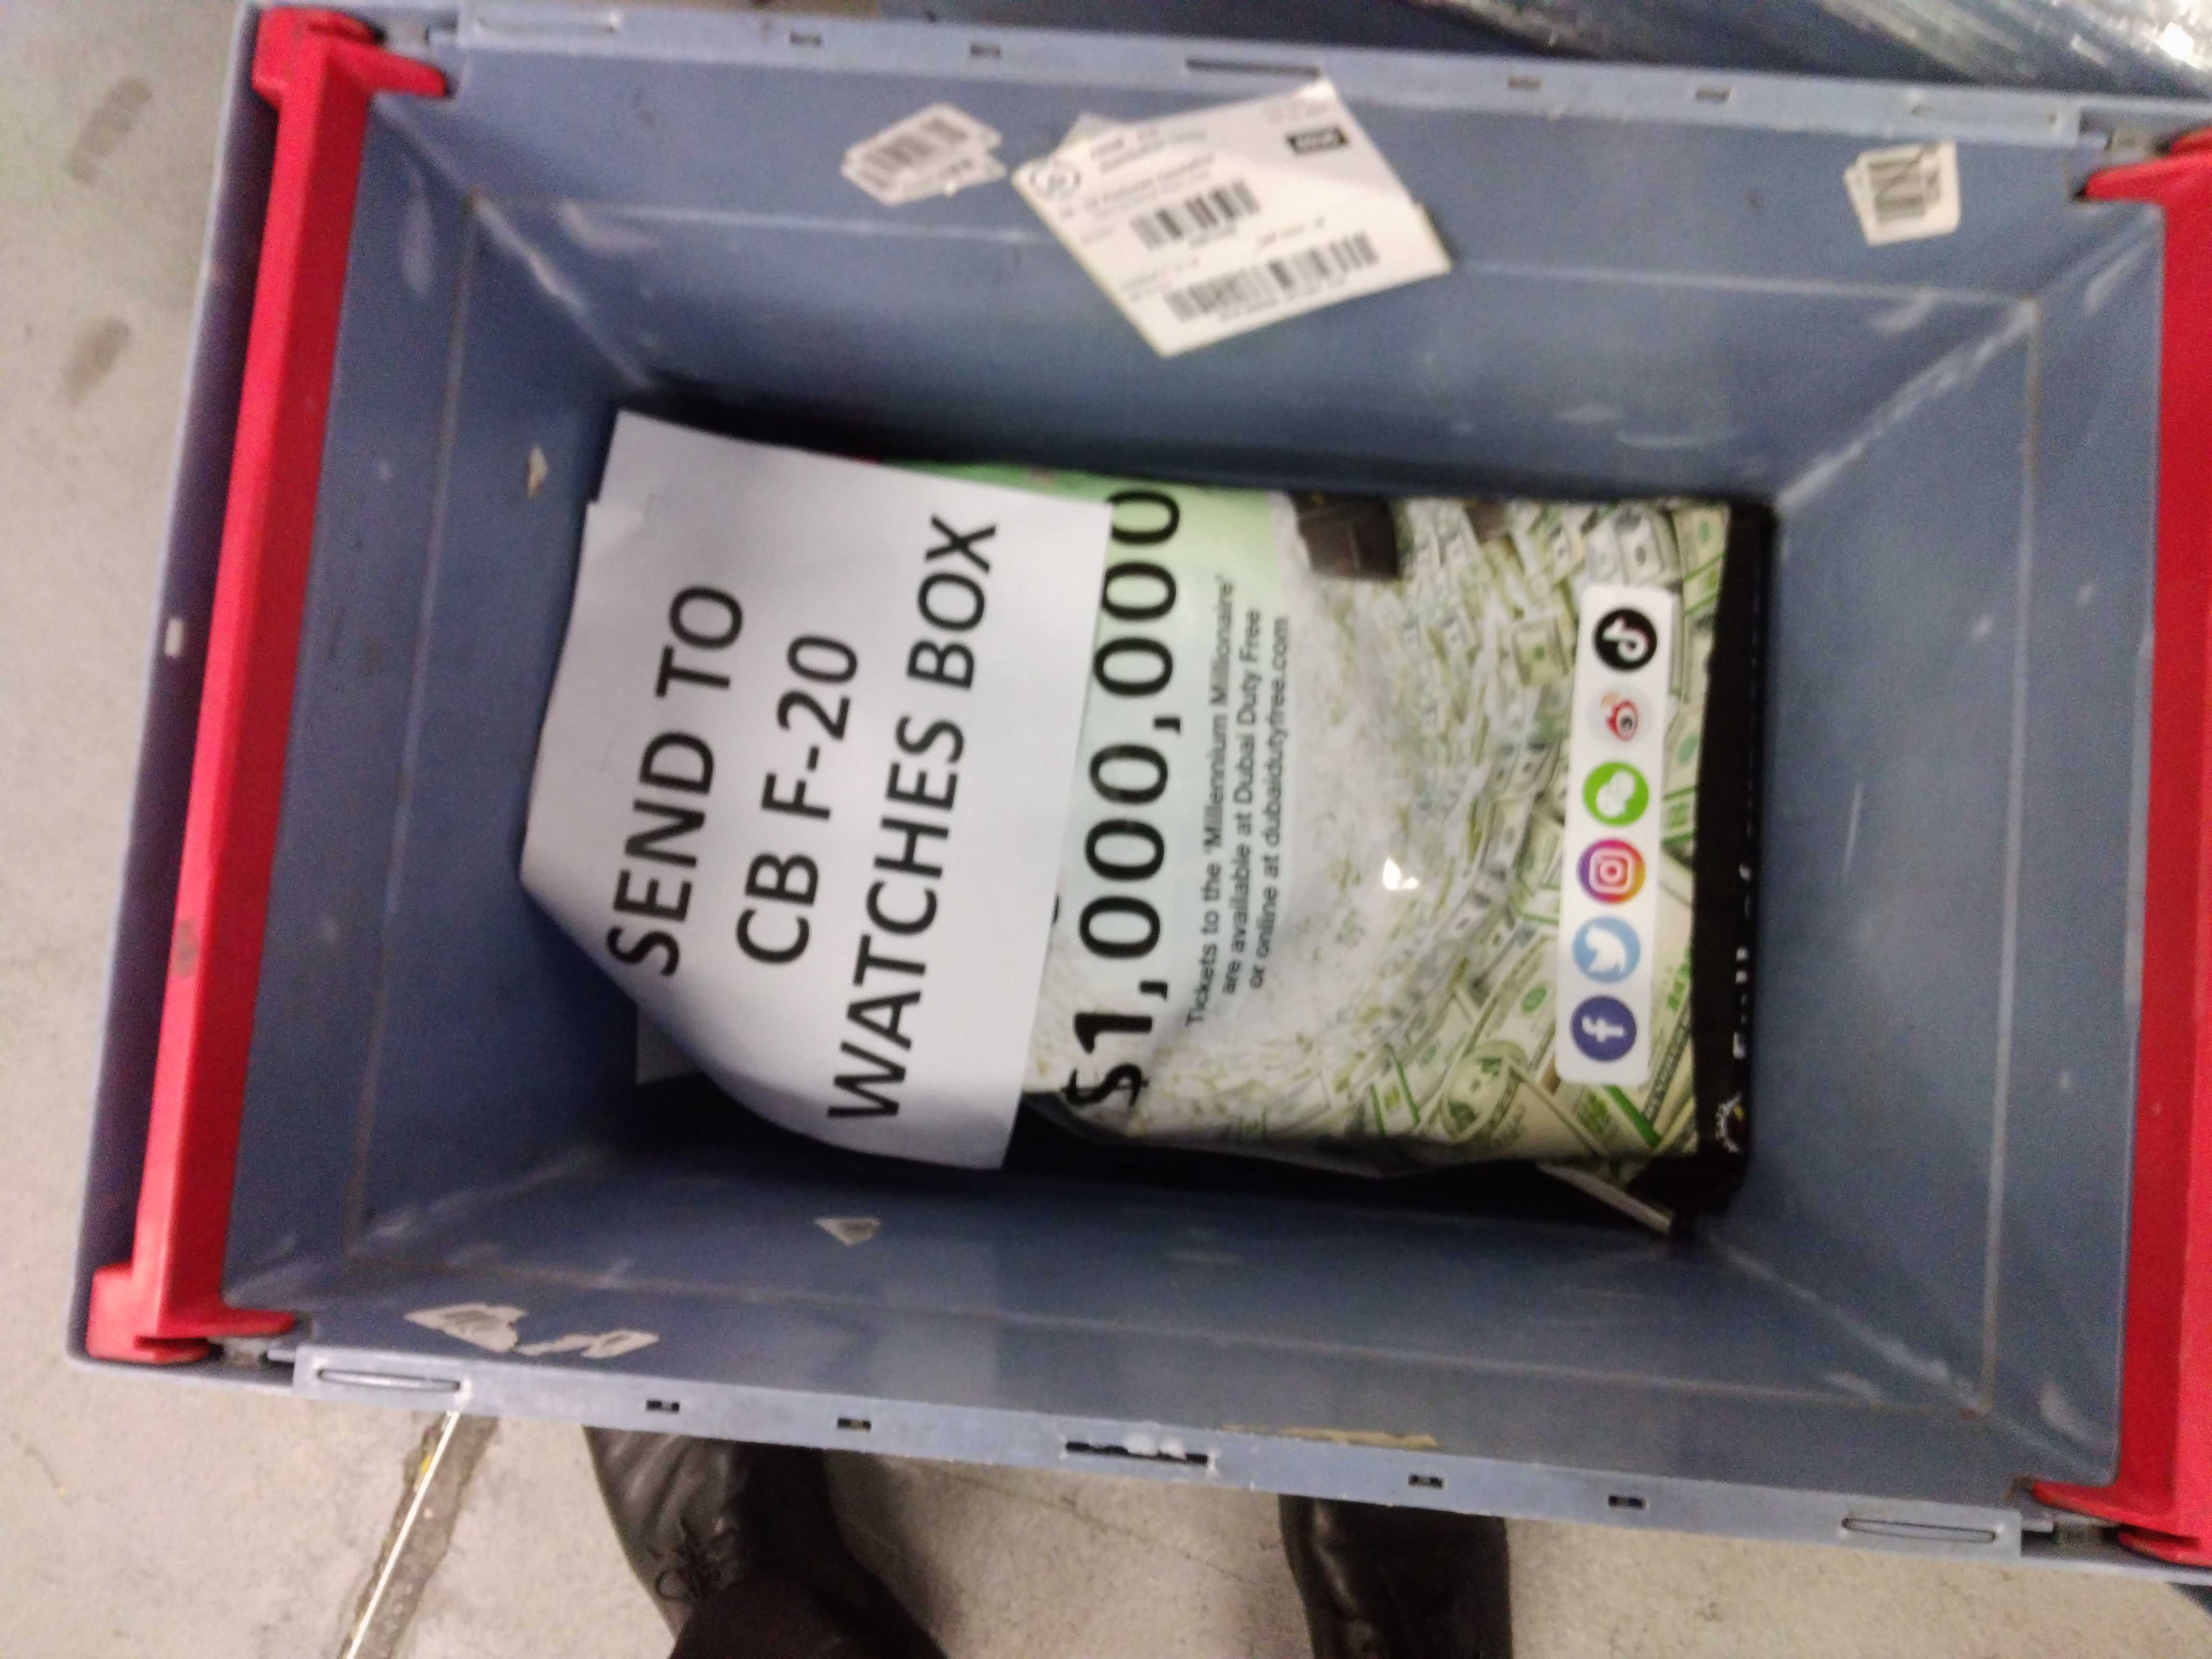 SEND TO
CB F-20
WATCHES BOX
$1,000,000
Tickets to the 'Millennium Millionaire'
are available at Dubai Duty Free
or online at dubaidutyfree.com